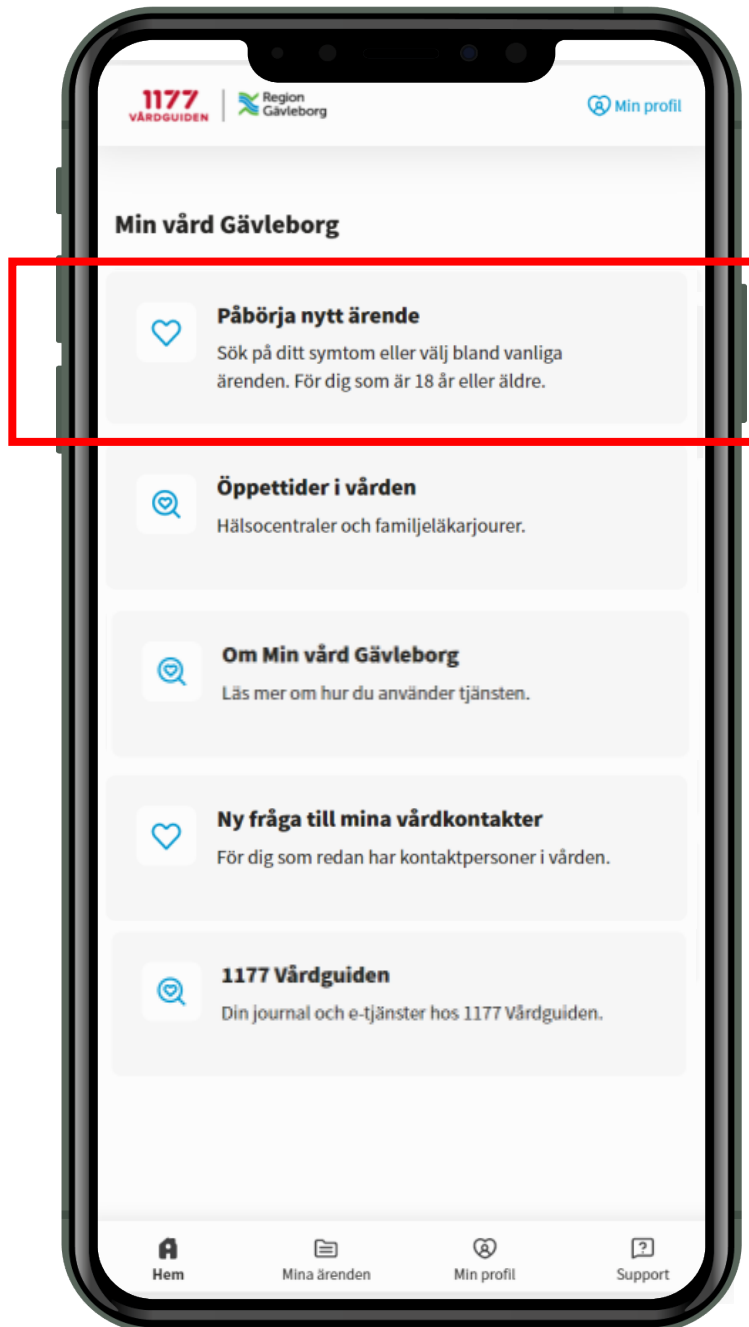 1177
VÅRDGUIDEN
Region
Gävleborg
Min profil
Min vård Gävleborg
Påbörja nytt ärende
Sök på ditt symtom eller välj bland vanliga
ärenden. För dig som är 18 år eller äldre.
Öppettider i vården
Hälsocentraler och familjeläkarjourer.
Om Min vård Gävleborg
Läs mer om hur du använder tjänsten.
Ny fråga till mina vårdkontakter
För dig som redan har kontaktpersoner i vården.
1177 Vårdguiden
Din journal och e-tjänster hos 1177 Vårdguiden.
Hem
Mina ärenden
Min profil
Support